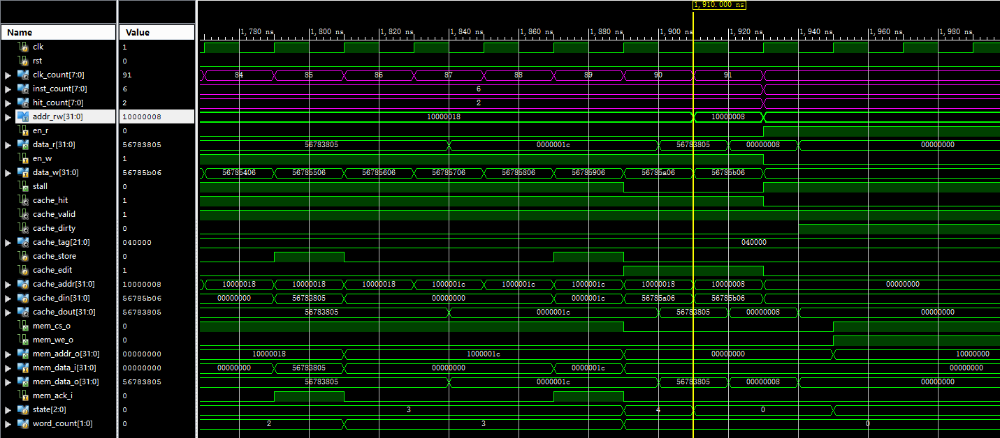 1,910.000 ns
Name Value 1,780 ns 1,800 ns 1,820 ns 1,840 ns 1,860 ns 1,880 ns 1,900 ns 1,920 ns 1,940 ns 1,960 ns 1,980 ns
clk 1
rst 0
clk_count[7:0] 91 84 85 86 87 88 89 90 91
inst_count[7:0] 6 6
hit_count[7:0] 2 2
addr_rw[31:0] 10000008 10000018 10000008
en_r 0
data_r[31:0] 56783805 56783805 0000001c 56783805 00000008 00000000
en_w 1
data_w[31:0] 56785b06 56785406 56785506 56785606 56785706 56785806 56785906 56785a06 56785b06
stall 0
cache_hit 1
cache_valid 1
cache_dirty 0
cache_tag[21:0] 040000 040000
cache_store 0
cache_edit 1
cache_addr[31:0] 10000008 10000018 10000018 10000018 1000001c 1000001c 1000001c 10000018 10000008 00000000
cache_din[31:0] 56785b06 00000000 56783805 00000000 0000001c 56785a06 56785b06
cache_dout[31:0] 56783805 56783805 0000001c 56783805 00000008 00000000
mem_cs_o 0
mem_we_o 0
mem_addr_o[31:0] 00000000 10000018 1000001c 00000000 10000000
mem_data_i[31:0] 00000000 00000000 56783805 00000000 0000001c 00000000
mem_data_o[31:0] 56783805 56783805 0000001c 56783805 00000008 00000000
mem_ack_i 0
state[2:0] 0 3 4 0
word_count[1:0] 0 2 3 0